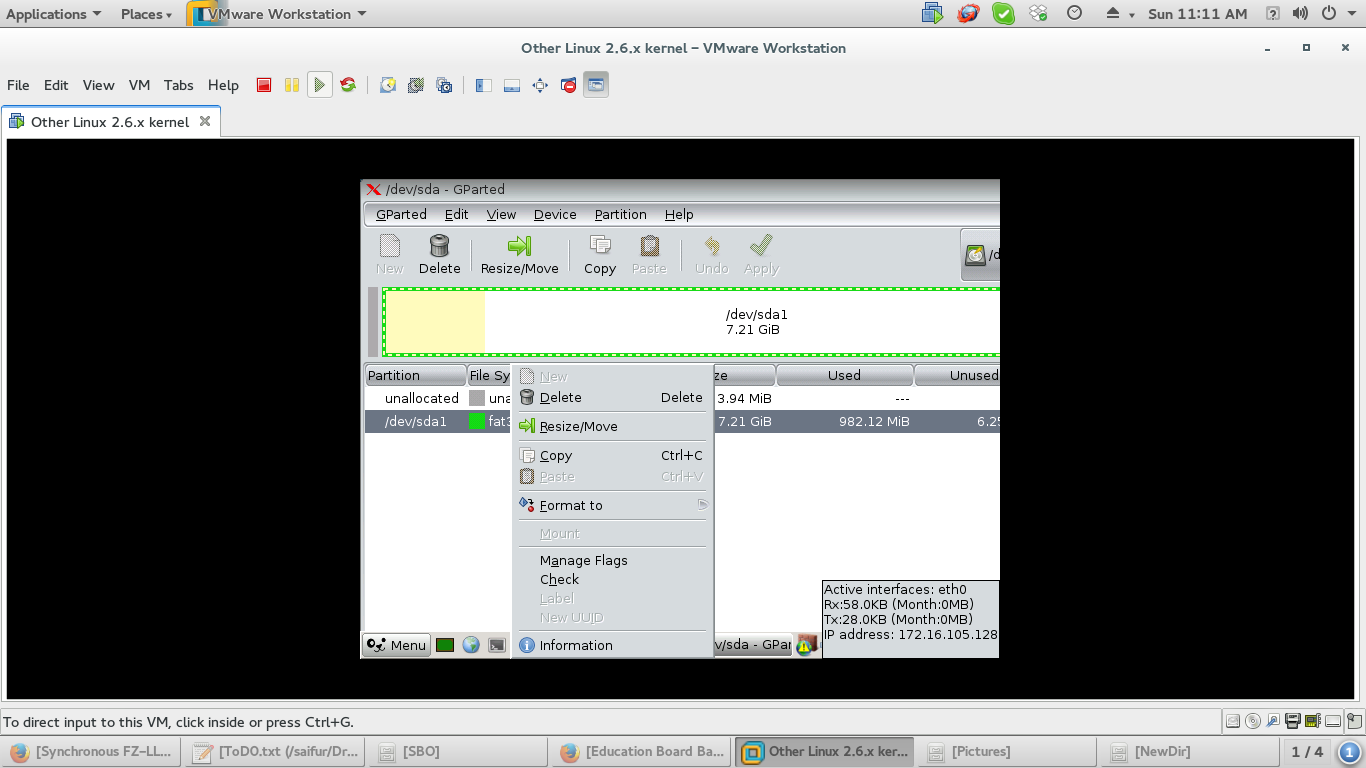 Applications Places VMware Workstation Sun 11:11 AM
Other Linux 2.6.x kernel – VMware Workstation
File Edit View VM Tabs Help
Other Linux 2.6.x kernel
/dev/sda - GParted
GParted Edit View Device Partition Help
New Delete Resize/Move Copy Paste Undo Apply /d
/dev/sda1
7.21 GiB
Partition File Sy ze Used Unused
unallocated una 3.94 MiB ---
/dev/sda1 fat3 7.21 GiB 982.12 MiB 6.25
New
Delete Delete
Resize/Move
Copy Ctrl+C
Paste Ctrl+V
Format to
Mount
Manage Flags
Check
Label
New UUID
Information
Active interfaces: eth0
Rx:58.0KB (Month:0MB)
Tx:28.0KB (Month:0MB)
IP address: 172.16.105.128
Menu v/sda - GPar
To direct input to this VM, click inside or press Ctrl+G.
[Synchronous FZ-LL... [ToDO.txt (/saifur/Dr... [SBO] [Education Board Ba... Other Linux 2.6.x ker... [Pictures] [NewDir] 1 / 4 1